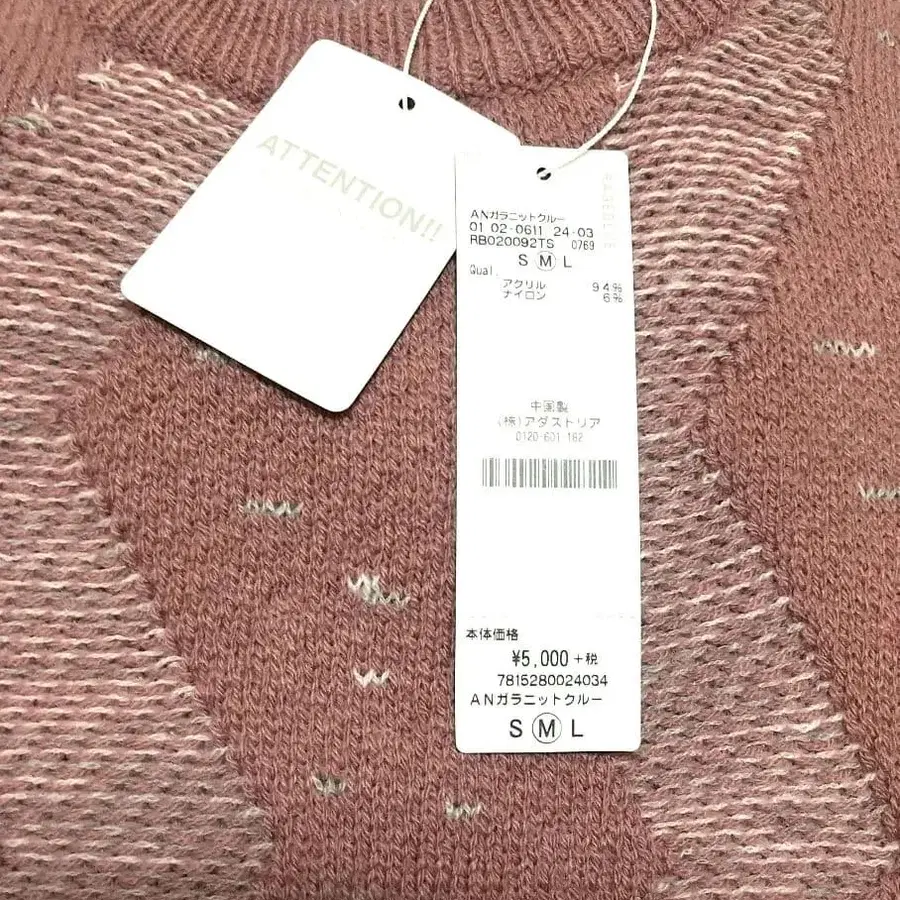 ATTENTION!!
ANガラニットクルー
01 02-0611 24-03
RB020092TS 0769
S M L
Qual.
アクリル 94%
ナイロン 6%
中国製
(株)アダストリア
0120-601-162
本体価格
¥5,000+税
7815280024034
ANガラニットクルー
S M L